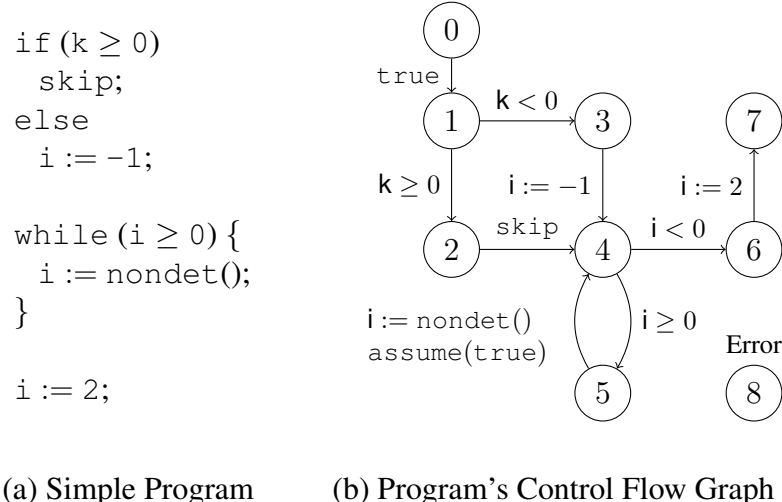 if (k ≥ 0)
skip;
else
i := -1;
while (i ≥ 0) {
i := nondet();
}
i := 2;
(a) Simple Program
0
true
1
k < 0
3
7
k ≥ 0
i := −1
i := 2
2
skip
4
i < 0
6
i := nondet()
assume(true)
i ≥ 0
Error
5
8
(b) Program's Control Flow Graph